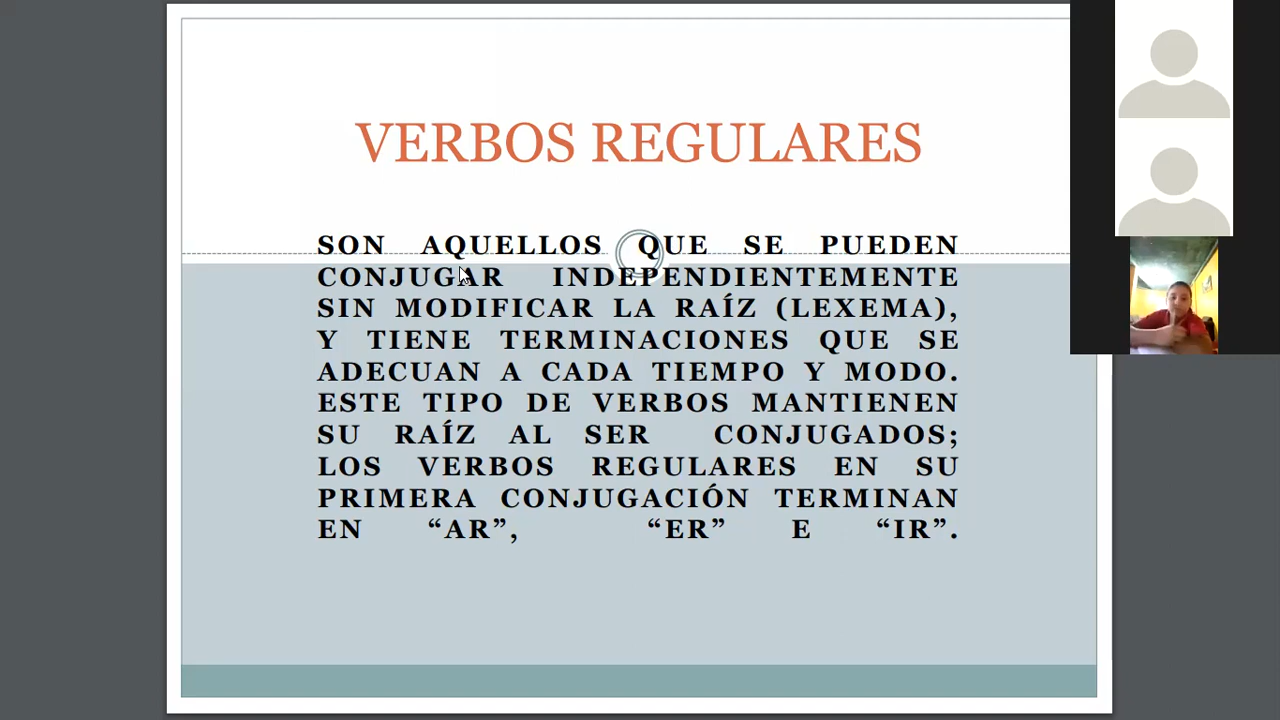 VERBOS REGULARES
SON AQUELLOS QUE SE PUEDEN
CONJUGAR INDEPENDIENTEMENTE
SIN MODIFICAR LA RAÍZ (LEXEMA),
Y TIENE TERMINACIONES QUE SE
ADECUAN A CADA TIEMPO Y MODO.
ESTE TIPO DE VERBOS MANTIENEN
SU RAÍZ AL SER CONJUGADOS;
LOS VERBOS REGULARES EN SU
PRIMERA CONJUGACIÓN TERMINAN
EN “AR”, “ER” E “IR”.